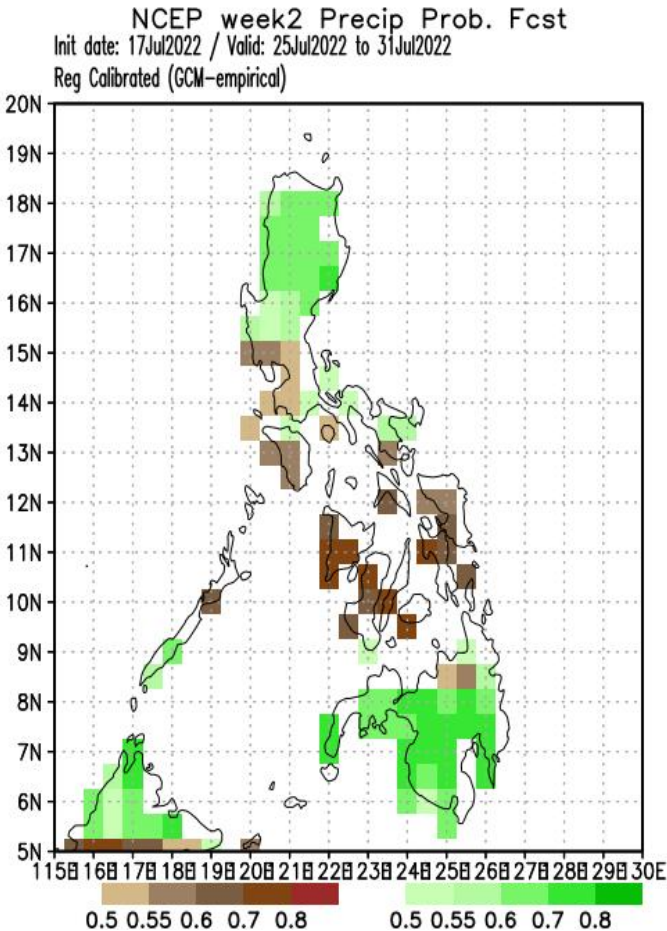 NCEP week2 Precip Prob. Fcst
Init date: 17Jul2022 / Valid: 25Jul2022 to 31Jul2022
Reg Calibrated (GCM-empirical)
20N
19N
18N
17N
16N
15N
14N
13N
12N
11N
10N
9N
8N
7N
6N
5N
115E 116E 117E 118E 119E 120E 121E 122E 123E 124E 125E 126E 127E 128E 129E 130E
0.5 0.55 0.6 0.7 0.8 0.5 0.55 0.6 0.7 0.8